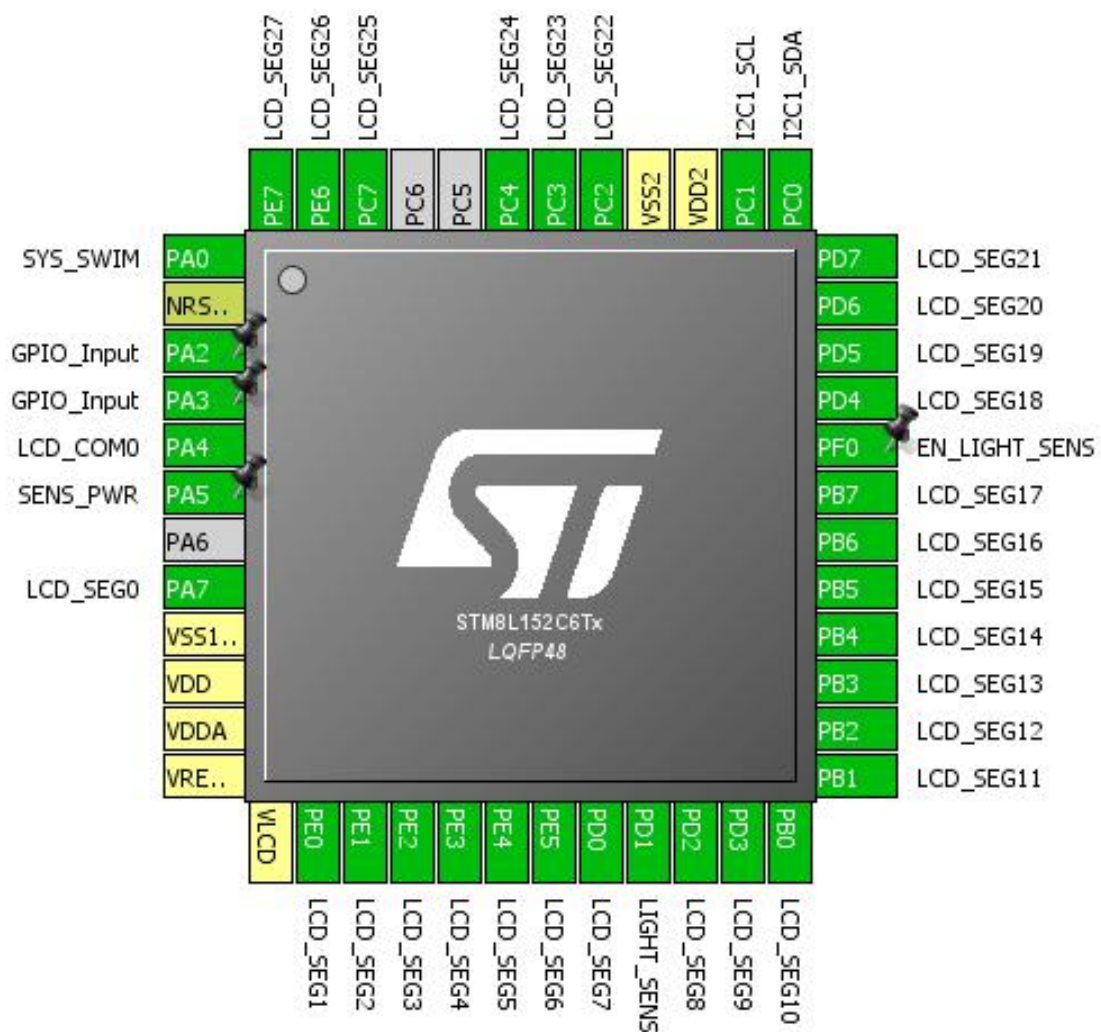 LCD_SEG27
LCD_SEG26
LCD_SEG25
LCD_SEG24
LCD_SEG23
LCD_SEG22
I2C1_SCL
I2C1_SDA
PE7
PE6
PC7
PC6
PC5
PC4
PC3
PC2
VSS2
VDD2
PC1
PC0
SYS_SWIM PA0
NRS..
GPIO_Input PA2
GPIO_Input PA3
LCD_COM0 PA4
SENS_PWR PA5
PA6
LCD_SEG0 PA7
VSS1..
VDD
VDDA
VRE..
ST
STM8L152C6Tx
LQFP48
PD7 LCD_SEG21
PD6 LCD_SEG20
PD5 LCD_SEG19
PD4 LCD_SEG18
PF0 EN_LIGHT_SENS
PB7 LCD_SEG17
PB6 LCD_SEG16
PB5 LCD_SEG15
PB4 LCD_SEG14
PB3 LCD_SEG13
PB2 LCD_SEG12
PB1 LCD_SEG11
VLCD
PE0
PE1
PE2
PE3
PE4
PE5
PD0
PD1
PD2
PD3
PB0
LCD_SEG1
LCD_SEG2
LCD_SEG3
LCD_SEG4
LCD_SEG5
LCD_SEG6
LCD_SEG7
LIGHT_SENS
LCD_SEG8
LCD_SEG9
LCD_SEG10